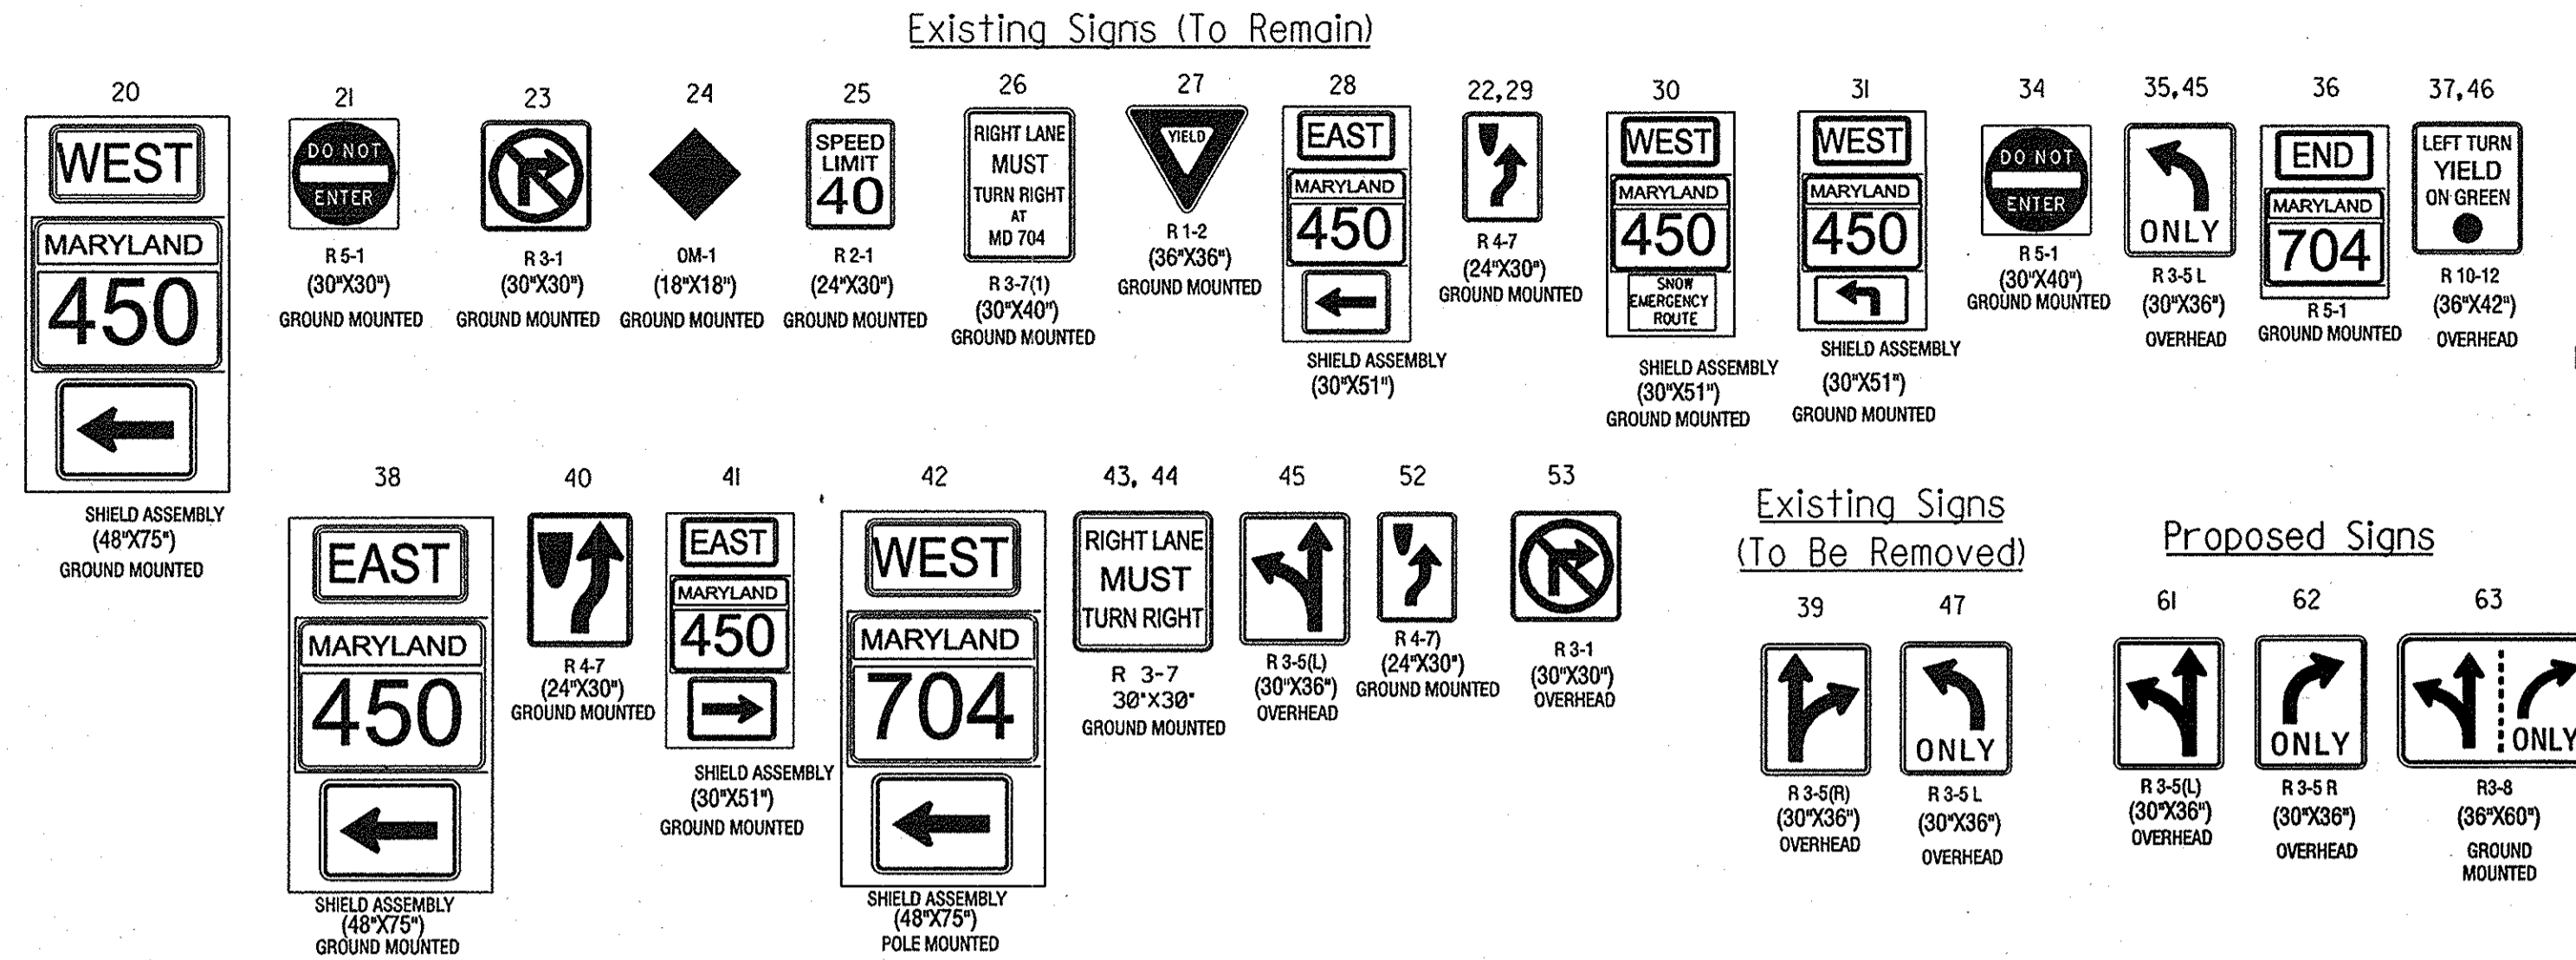 Existing Signs (To Remain)
20
WEST
MARYLAND
450
SHIELD ASSEMBLY
(48"X75")
GROUND MOUNTED
21
DO NOT
ENTER
R 5-1
(30"X30")
GROUND MOUNTED
23
R 3-1
(30"X30")
GROUND MOUNTED
24
OM-1
(18"X18")
GROUND MOUNTED
25
SPEED
LIMIT
40
R 2-1
(24"X30")
GROUND MOUNTED
26
RIGHT LANE
MUST
TURN RIGHT
AT
MD 704
R 3-7(1)
(30"X40")
GROUND MOUNTED
27
YIELD
R 1-2
(36"X36")
GROUND MOUNTED
28
EAST
MARYLAND
450
SHIELD ASSEMBLY
(30"X51")
22,29
R 4-7
(24"X30")
GROUND MOUNTED
30
WEST
MARYLAND
450
SNOW
EMERGENCY
ROUTE
SHIELD ASSEMBLY
(30"X51")
GROUND MOUNTED
31
WEST
MARYLAND
450
SHIELD ASSEMBLY
(30"X51")
GROUND MOUNTED
34
DO NOT
ENTER
R 5-1
(30"X40")
GROUND MOUNTED
35,45
ONLY
R 3-5 L
(30"X36")
OVERHEAD
36
END
MARYLAND
704
R 5-1
GROUND MOUNTED
37,46
LEFT TURN
YIELD
ON GREEN
R 10-12
(36"X42")
OVERHEAD
38
EAST
MARYLAND
450
SHIELD ASSEMBLY
(48"X75")
GROUND MOUNTED
40
R 4-7
(24"X30")
GROUND MOUNTED
41
EAST
MARYLAND
450
SHIELD ASSEMBLY
(30"X51")
GROUND MOUNTED
42
WEST
MARYLAND
704
SHIELD ASSEMBLY
(48"X75")
POLE MOUNTED
43, 44
RIGHT LANE
MUST
TURN RIGHT
R 3-7
30"X30"
GROUND MOUNTED
45
R 3-5(L)
(30"X36")
OVERHEAD
52
R 4-7)
(24"X30")
GROUND MOUNTED
53
R 3-1
(30"X30")
OVERHEAD
Existing Signs
(To Be Removed)
39
R 3-5(R)
(30"X36")
OVERHEAD
47
ONLY
R 3-5 L
(30"X36")
OVERHEAD
Proposed Signs
61
R 3-5(L)
(30"X36")
OVERHEAD
62
ONLY
R 3-5 R
(30"X36")
OVERHEAD
63
ONLY
R3-8
(36"X60")
GROUND
MOUNTED